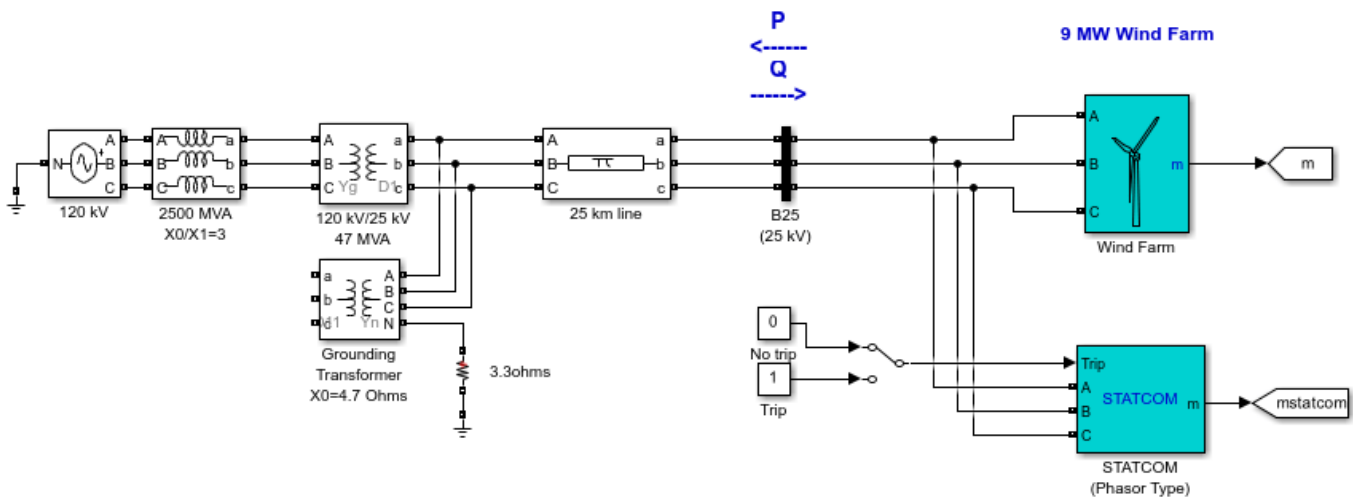 P
Q
9 MW Wind Farm
N
A
B
C
120 kV
A
B
C
a
b
c
2500 MVA
X0/X1=3
A
B
C
Yg
D1
a
b
c
120 kV/25 kV
47 MVA
a
b
Yn
A
B
C
N
Grounding
Transformer
X0=4.7 Ohms
3.3ohms
A
B
C
a
b
c
25 km line
B25
(25 kV)
A
B
C
m
Wind Farm
m
0
No trip
1
Trip
Trip
A
B
C
STATCOM
m
STATCOM
(Phasor Type)
mstatcom